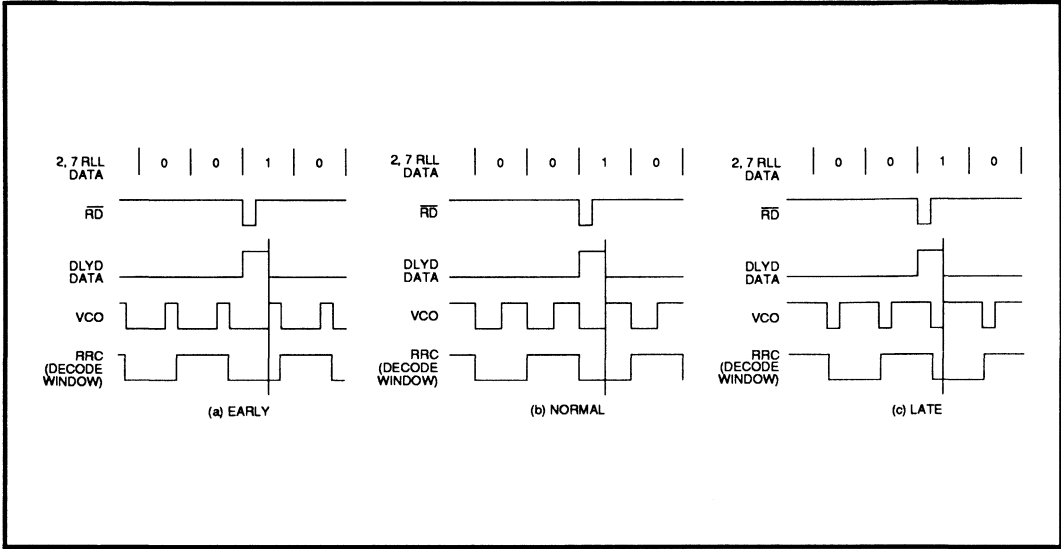 2, 7 RLL
DATA
0 0 1 0
RD
DLYD
DATA
VCO
RRC
(DECODE
WINDOW)
(a) EARLY
2, 7 RLL
DATA
0 0 1 0
RD
DLYD
DATA
VCO
RRC
(DECODE
WINDOW)
(b) NORMAL
2, 7 RLL
DATA
0 0 1 0
RD
DLYD
DATA
VCO
RRC
(DECODE
WINDOW)
(c) LATE